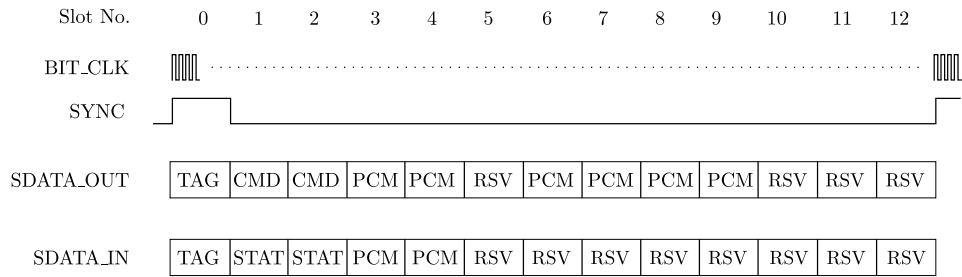 Slot No. 0 1 2 3 4 5 6 7 8 9 10 11 12
BIT_CLK
SYNC
SDATA_OUT TAG CMD CMD PCM PCM RSV PCM PCM PCM PCM RSV RSV RSV
SDATA_IN TAG STAT STAT PCM PCM RSV RSV RSV RSV RSV RSV RSV RSV